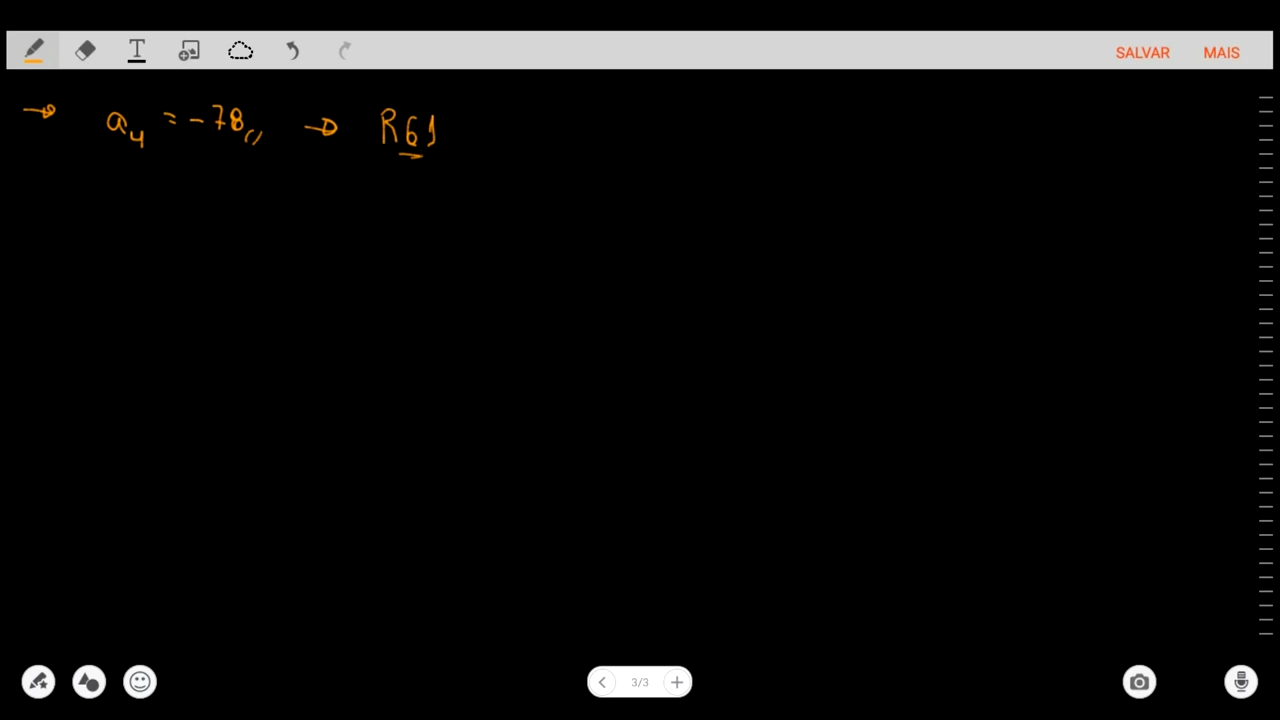 SALVAR MAIS
→ a₄ = -78,, → R61
3/3